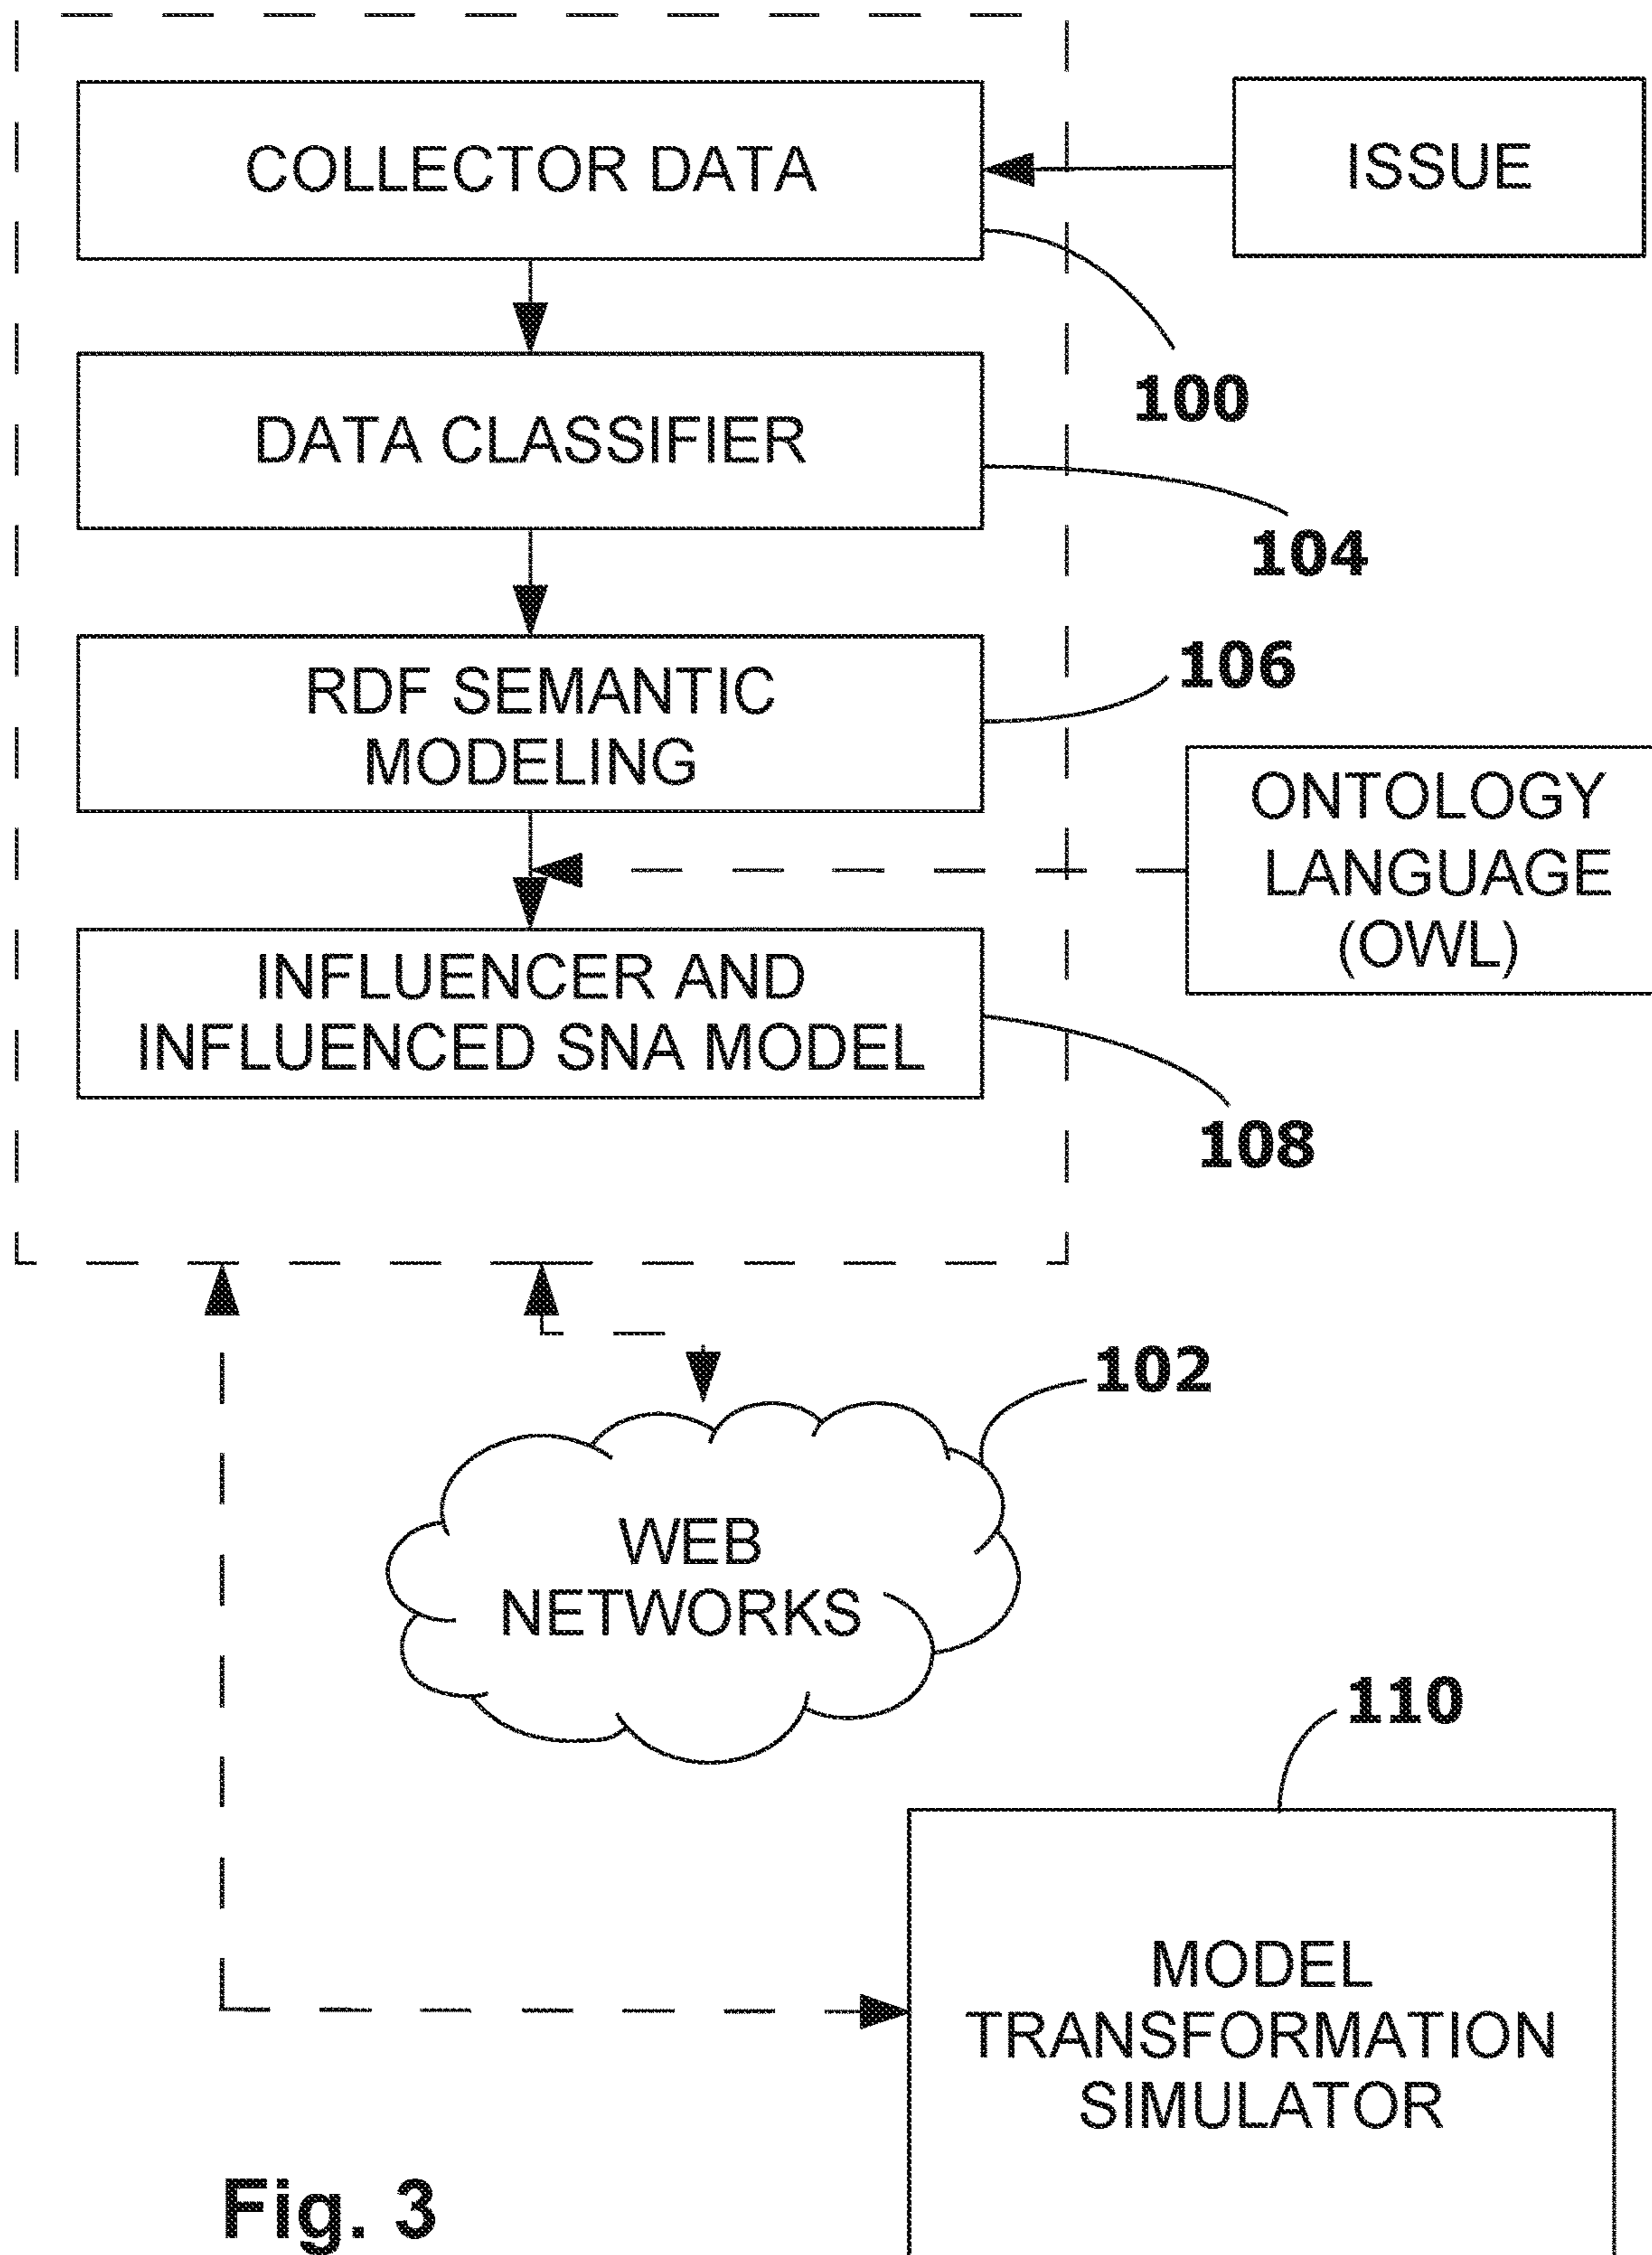 COLLECTOR DATA
ISSUE
100
DATA CLASSIFIER
104
RDF SEMANTIC
MODELING
106
ONTOLOGY
LANGUAGE
(OWL)
INFLUENCER AND
INFLUENCED SNA MODEL
108
102
WEB
NETWORKS
110
MODEL
TRANSFORMATION
SIMULATOR
Fig. 3